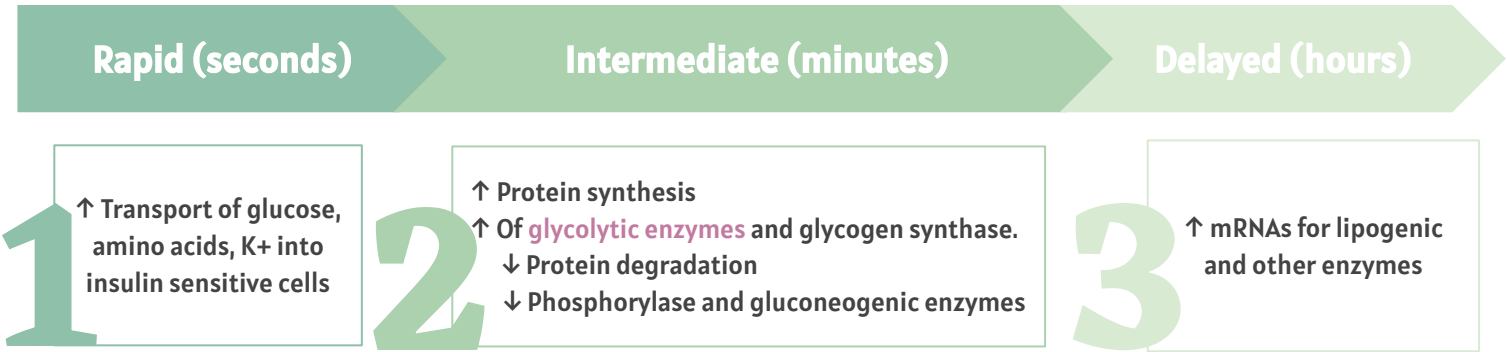 Rapid (seconds)
Intermediate (minutes)
Delayed (hours)
1
↑ Transport of glucose,
amino acids, K+ into
insulin sensitive cells
2
↑ Protein synthesis
↑ Of glycolytic enzymes and glycogen synthase.
↓ Protein degradation
↓ Phosphorylase and gluconeogenic enzymes
3
↑ mRNAs for lipogenic
and other enzymes